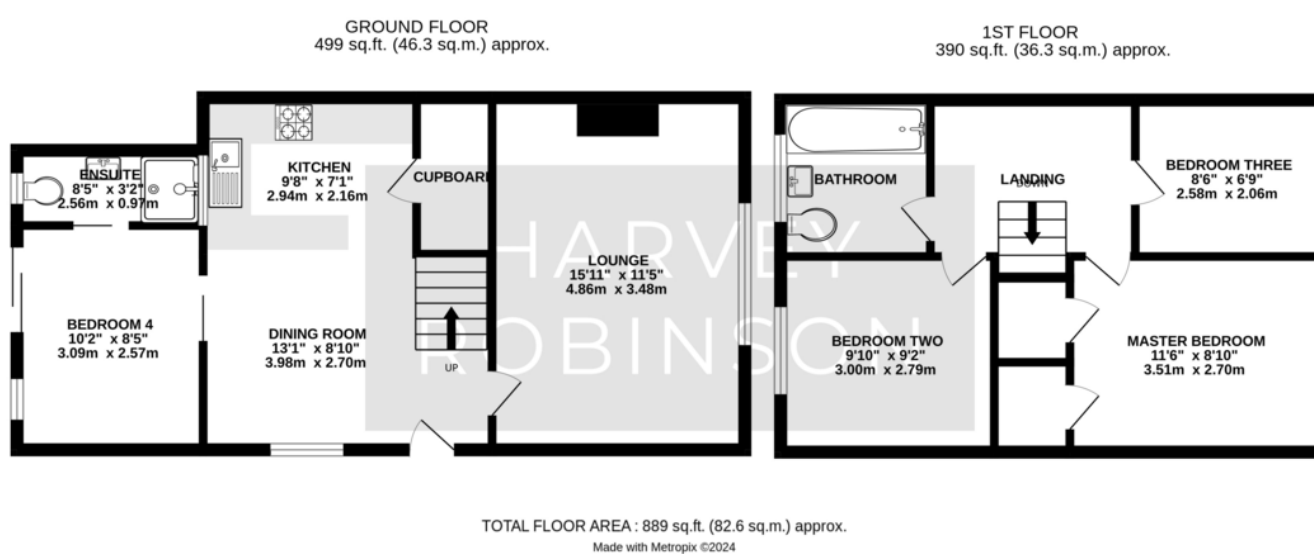 GROUND FLOOR
499 sq.ft. (46.3 sq.m.) approx.
1ST FLOOR
390 sq.ft. (36.3 sq.m.) approx.
ENSUITE
8'5" x 3'2"
2.56m x 0.97m
KITCHEN
9'8" x 7'1"
2.94m x 2.16m
CUPBOARD
LOUNGE
15'11" x 11'5"
4.86m x 3.48m
BEDROOM 4
10'2" x 8'5"
3.09m x 2.57m
DINING ROOM
13'1" x 8'10"
3.98m x 2.70m
UP
BATHROOM
LANDING
DOWN
BEDROOM THREE
8'6" x 6'9"
2.58m x 2.06m
BEDROOM TWO
9'10" x 9'2"
3.00m x 2.79m
MASTER BEDROOM
11'6" x 8'10"
3.51m x 2.70m
HARVEY
ROBINSON
TOTAL FLOOR AREA : 889 sq.ft. (82.6 sq.m.) approx.
Made with Metropix ©2024